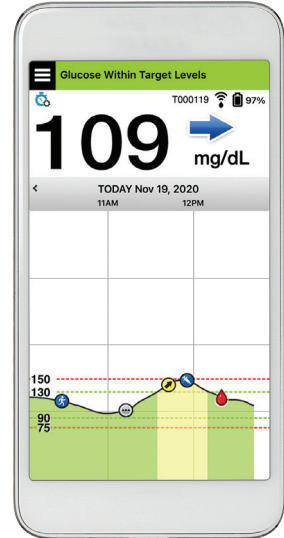 Glucose Within Target Levels
T000119 97%
109
mg/dL
TODAY Nov 19, 2020
11AM 12PM
150
130
90
75